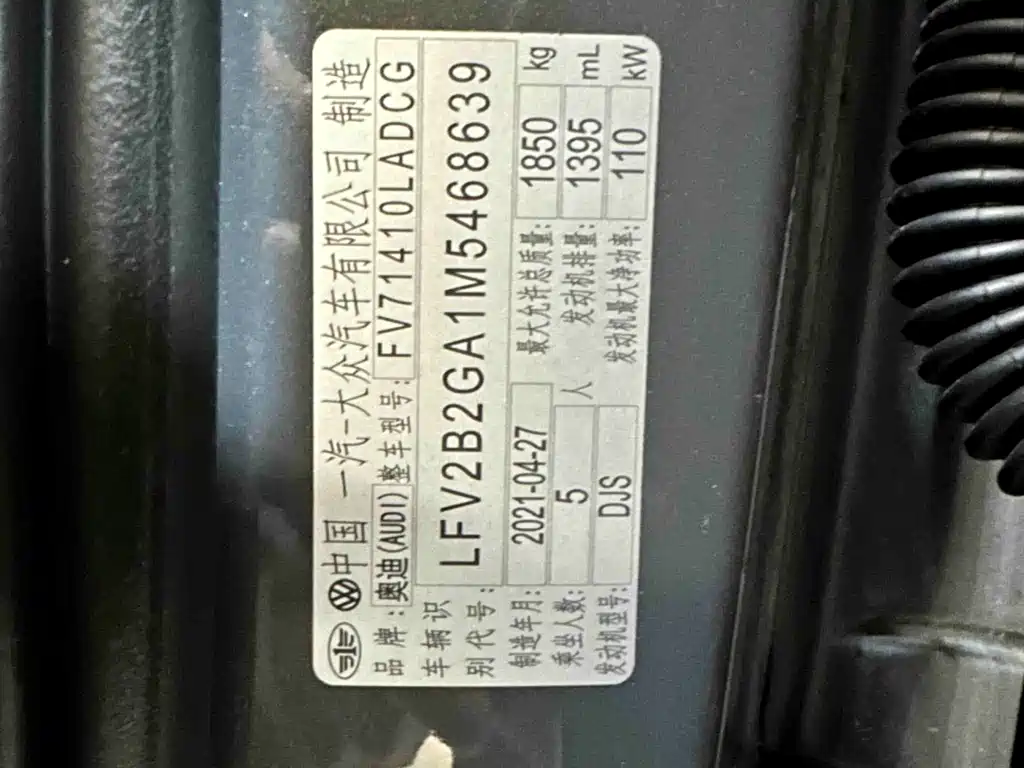 中国 一汽-大众汽车有限公司 制造
品牌: 奥迪(AUDI) 整车型号: FV71410LADCG
车辆识别代号: LFV2B2GA1M5468639
制造年月: 2021-04-27 最大允许总质量: 1850 kg
乘坐人数: 5 人 发动机排量: 1395 mL
发动机型号: DJS 发动机最大净功率: 110 kW